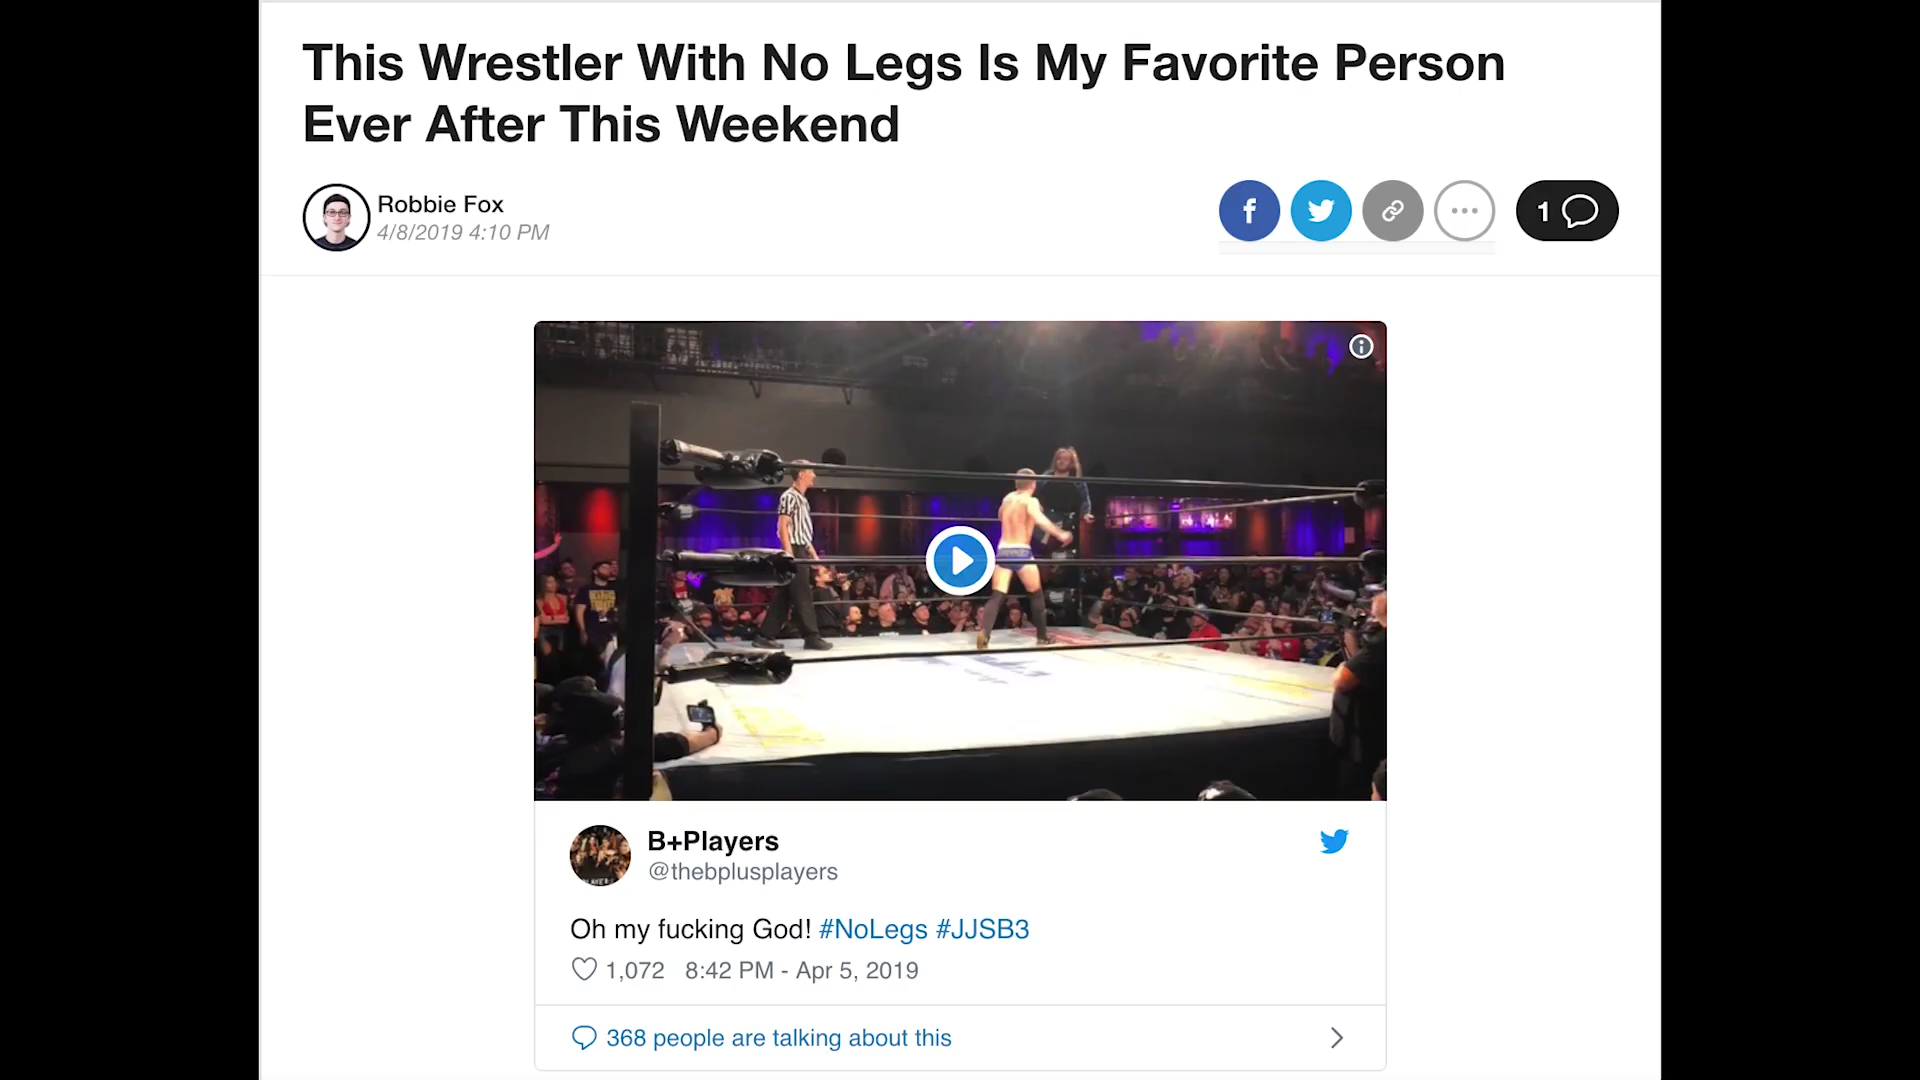 This Wrestler With No Legs Is My Favorite Person
Ever After This Weekend
Robbie Fox
4/8/2019 4:10 PM
1
B+Players
@thebplusplayers
Oh my fucking God! #NoLegs #JJSB3
1,072 8:42 PM - Apr 5, 2019
368 people are talking about this